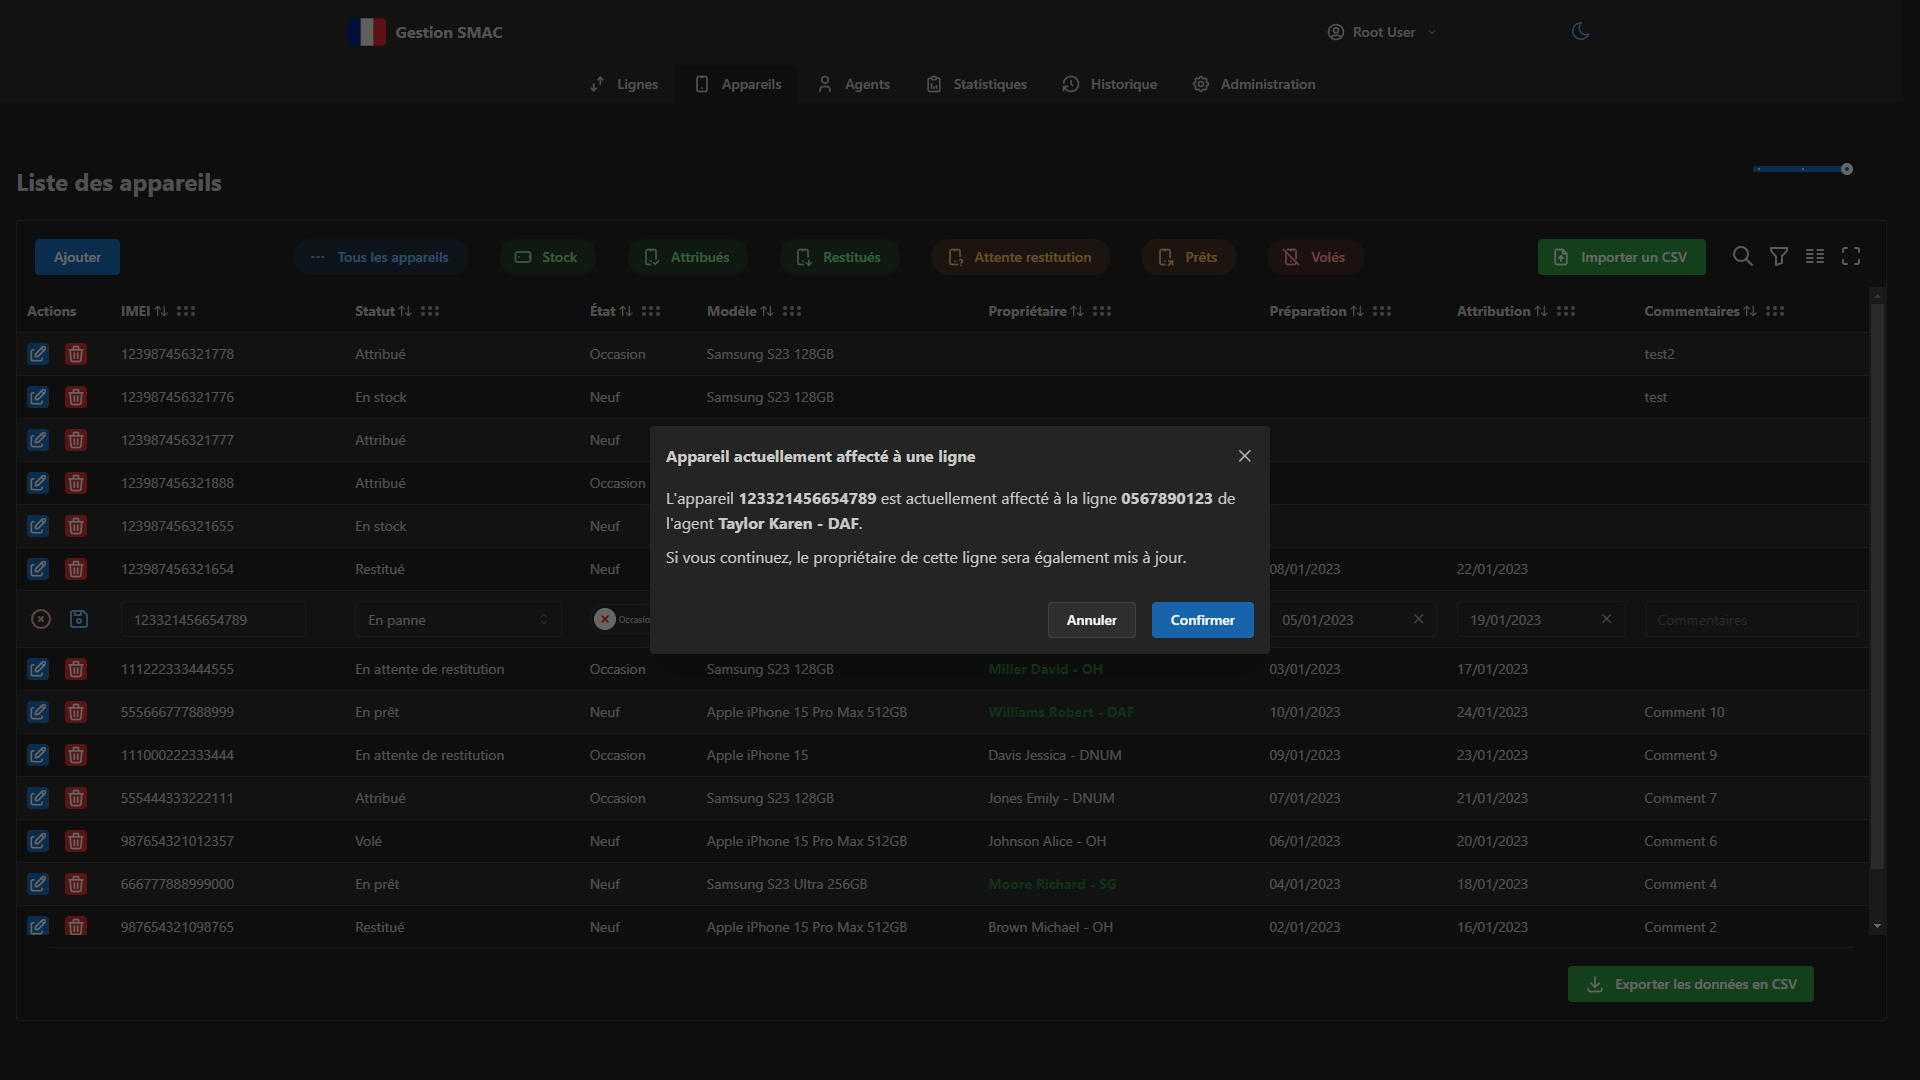 Gestion SMAC
Root User
Lignes
Appareils
Agents
Statistiques
Historique
Administration
Liste des appareils
Ajouter
Tous les appareils
Stock
Attribués
Restitués
Attente restitution
Prêts
Volés
Importer un CSV
Actions IMEI Statut État Modèle Propriétaire Préparation Attribution Commentaires
123987456321778 Attribué Occasion Samsung S23 128GB test2
123987456321776 En stock Neuf Samsung S23 128GB test
123987456321777 Attribué Neuf
123987456321888 Attribué Occasion
123987456321655 En stock Neuf
123987456321654 Restitué Neuf 08/01/2023 22/01/2023
123321456654789 En panne Occasio 05/01/2023 19/01/2023 Commentaires
Appareil actuellement affecté à une ligne
L'appareil 123321456654789 est actuellement affecté à la ligne 0567890123 de
l'agent Taylor Karen - DAF.
Si vous continuez, le propriétaire de cette ligne sera également mis à jour.
Annuler
Confirmer
111222333444555 En attente de restitution Occasion Samsung S23 128GB Miller David - OH 03/01/2023 17/01/2023
555666777888999 En prêt Neuf Apple iPhone 15 Pro Max 512GB Williams Robert - DAF 10/01/2023 24/01/2023 Comment 10
111000222333444 En attente de restitution Occasion Apple iPhone 15 Davis Jessica - DNUM 09/01/2023 23/01/2023 Comment 9
555444333222111 Attribué Occasion Samsung S23 128GB Jones Emily - DNUM 07/01/2023 21/01/2023 Comment 7
987654321012357 Volé Neuf Apple iPhone 15 Pro Max 512GB Johnson Alice - OH 06/01/2023 20/01/2023 Comment 6
666777888999000 En prêt Neuf Samsung S23 Ultra 256GB Moore Richard - SG 04/01/2023 18/01/2023 Comment 4
987654321098765 Restitué Neuf Apple iPhone 15 Pro Max 512GB Brown Michael - OH 02/01/2023 16/01/2023 Comment 2
Exporter les données en CSV